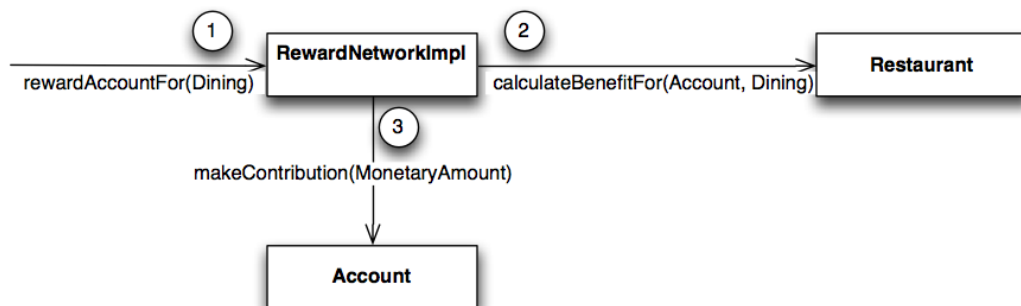 1
2
RewardNetworkImpl
Restaurant
rewardAccountFor(Dining)
calculateBenefitFor(Account, Dining)
3
makeContribution(MonetaryAmount)
Account